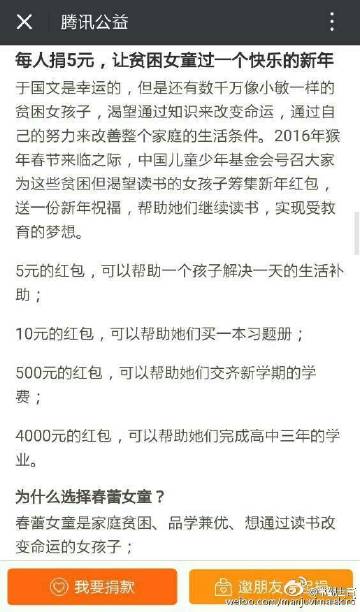 腾讯公益
每人捐5元，让贫困女童过一个快乐的新年
于国文是幸运的，但是还有数千万像小敏一样的
贫困女孩子，渴望通过知识来改变命运，通过自
己的努力来改善整个家庭的生活条件。2016年猴
年春节来临之际，中国儿童少年基金会号召大家
为这些贫困但渴望读书的女孩子筹集新年红包，
送一份新年祝福，帮助她们继续读书，实现受教
育的梦想。
5元的红包，可以帮助一个孩子解决一天的生活补
助；
10元的红包，可以帮助她们买一本习题册；
500元的红包，可以帮助她们交齐新学期的学
费；
4000元的红包，可以帮助她们完成高中三年的学
业。
为什么选择春蕾女童？
春蕾女童是家庭贫困、品学兼优、想通过读书改
变命运的女孩子；
我要捐款
邀朋友
捐